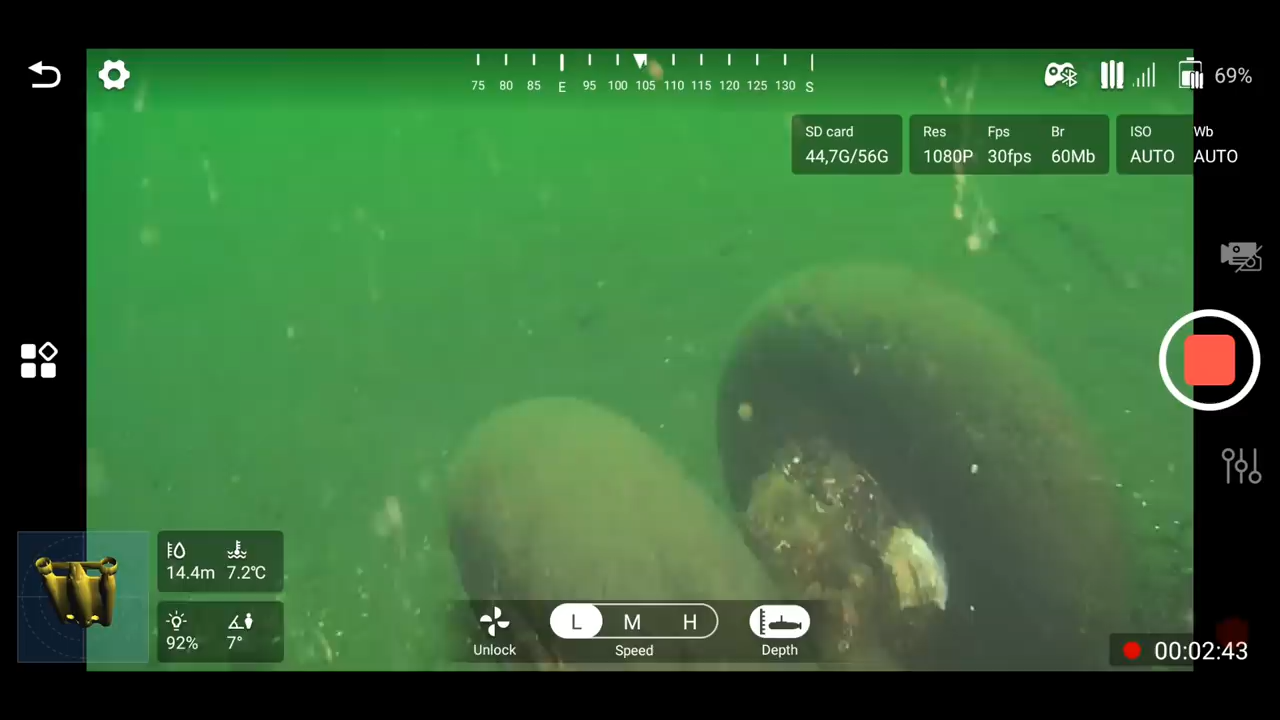 75 80 85 E 95 100 105 110 115 120 125 130 S
69%
SD card
44,7G/56G
Res Fps Br
1080P 30fps 60Mb
ISO Wb
AUTO AUTO
14.4m 7.2℃
92% 7°
Unlock
L M H
Speed
Depth
00:02:43